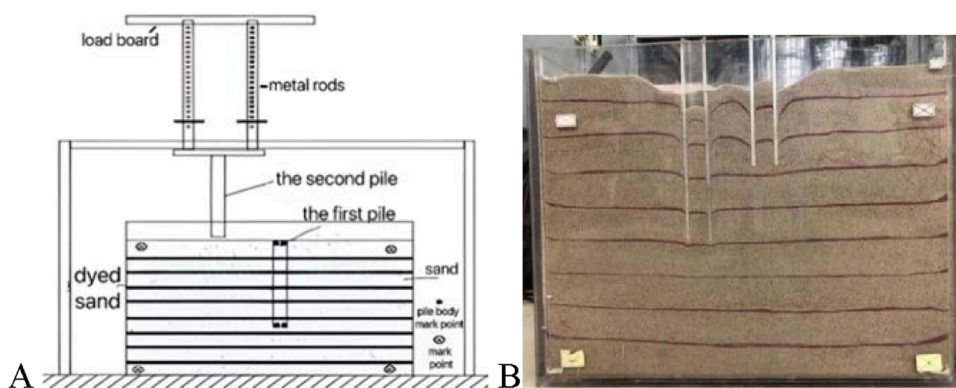 load board
metal rods
the second pile
the first pile
dyed
sand
sand
pile body
mark point
mark
point
A
B